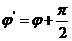 φ' = φ + π/2